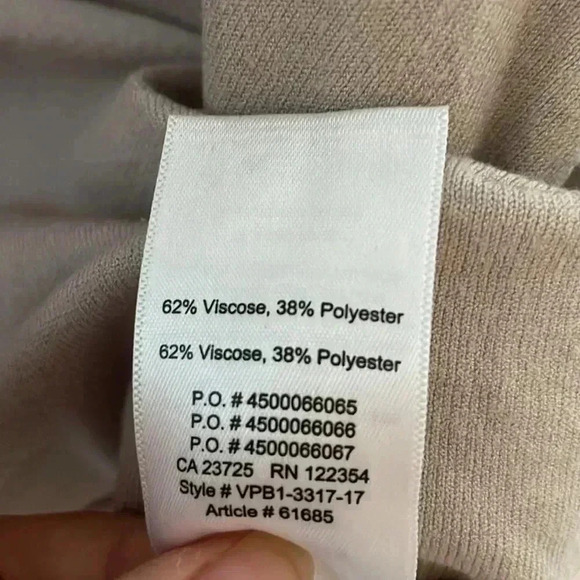 62% Viscose, 38% Polyester
62% Viscose, 38% Polyester
P.O. # 4500066065
P.O. # 4500066066
P.O. # 4500066067
CA 23725 RN 122354
Style # VPB1-3317-17
Article # 61685